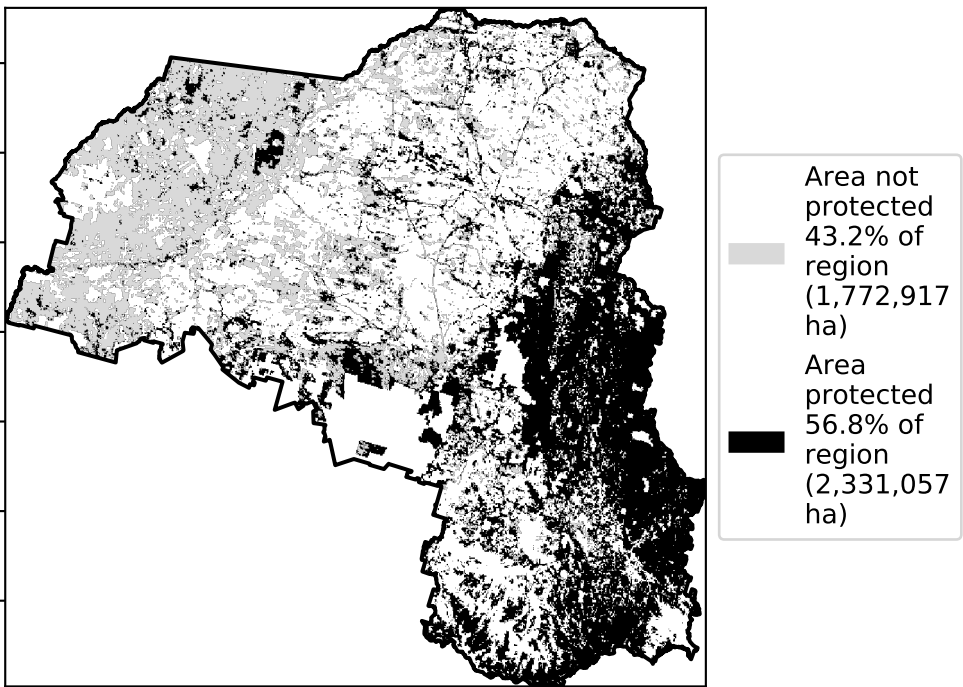 Area not
protected
43.2% of
region
(1,772,917
ha)
Area
protected
56.8% of
region
(2,331,057
ha)